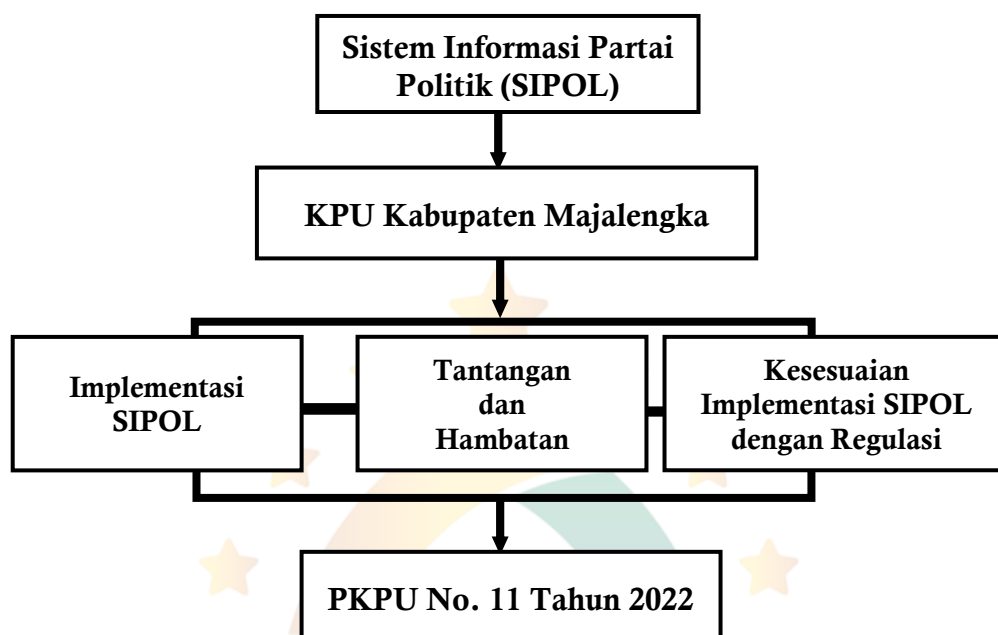 Sistem Informasi Partai
Politik (SIPOL)
KPU Kabupaten Majalengka
Implementasi
SIPOL
Tantangan
dan
Hambatan
Kesesuaian
Implementasi SIPOL
dengan Regulasi
PKPU No. 11 Tahun 2022